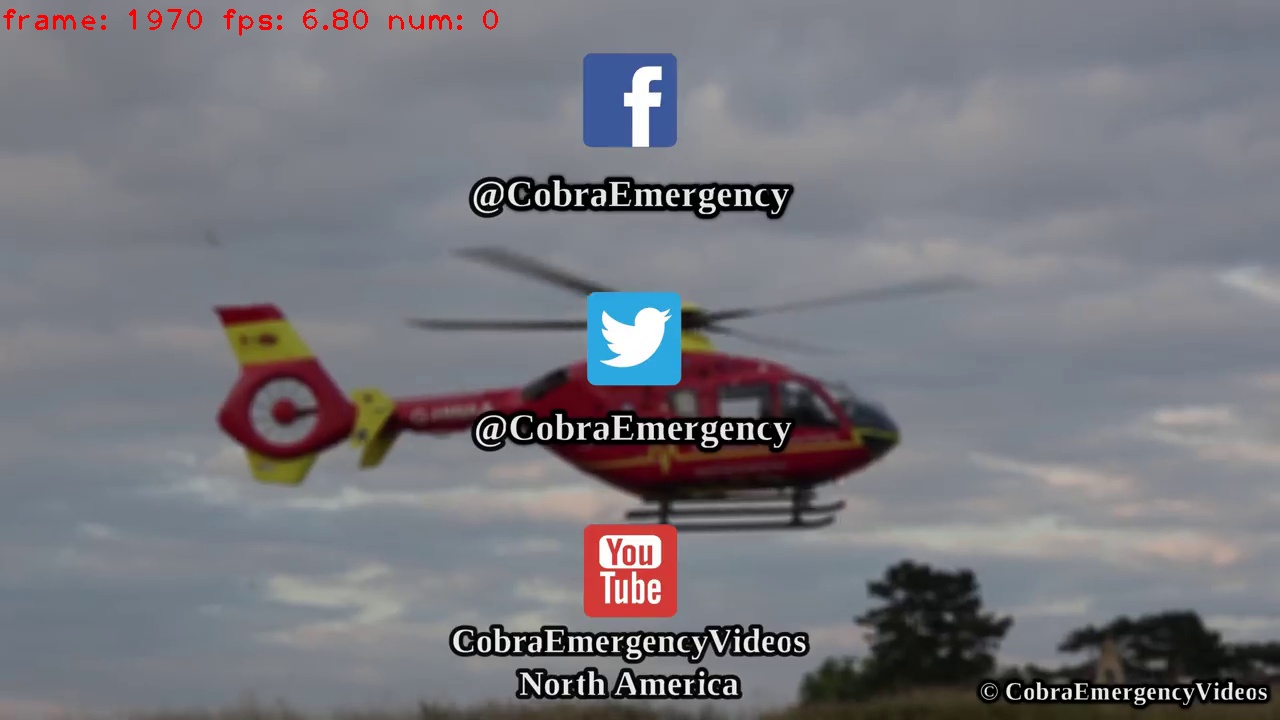 frame: 1970 fps: 6.80 num: 0
f
@CobraEmergency
@CobraEmergency
You
Tube
CobraEmergencyVideos
North America
© CobraEmergencyVideos